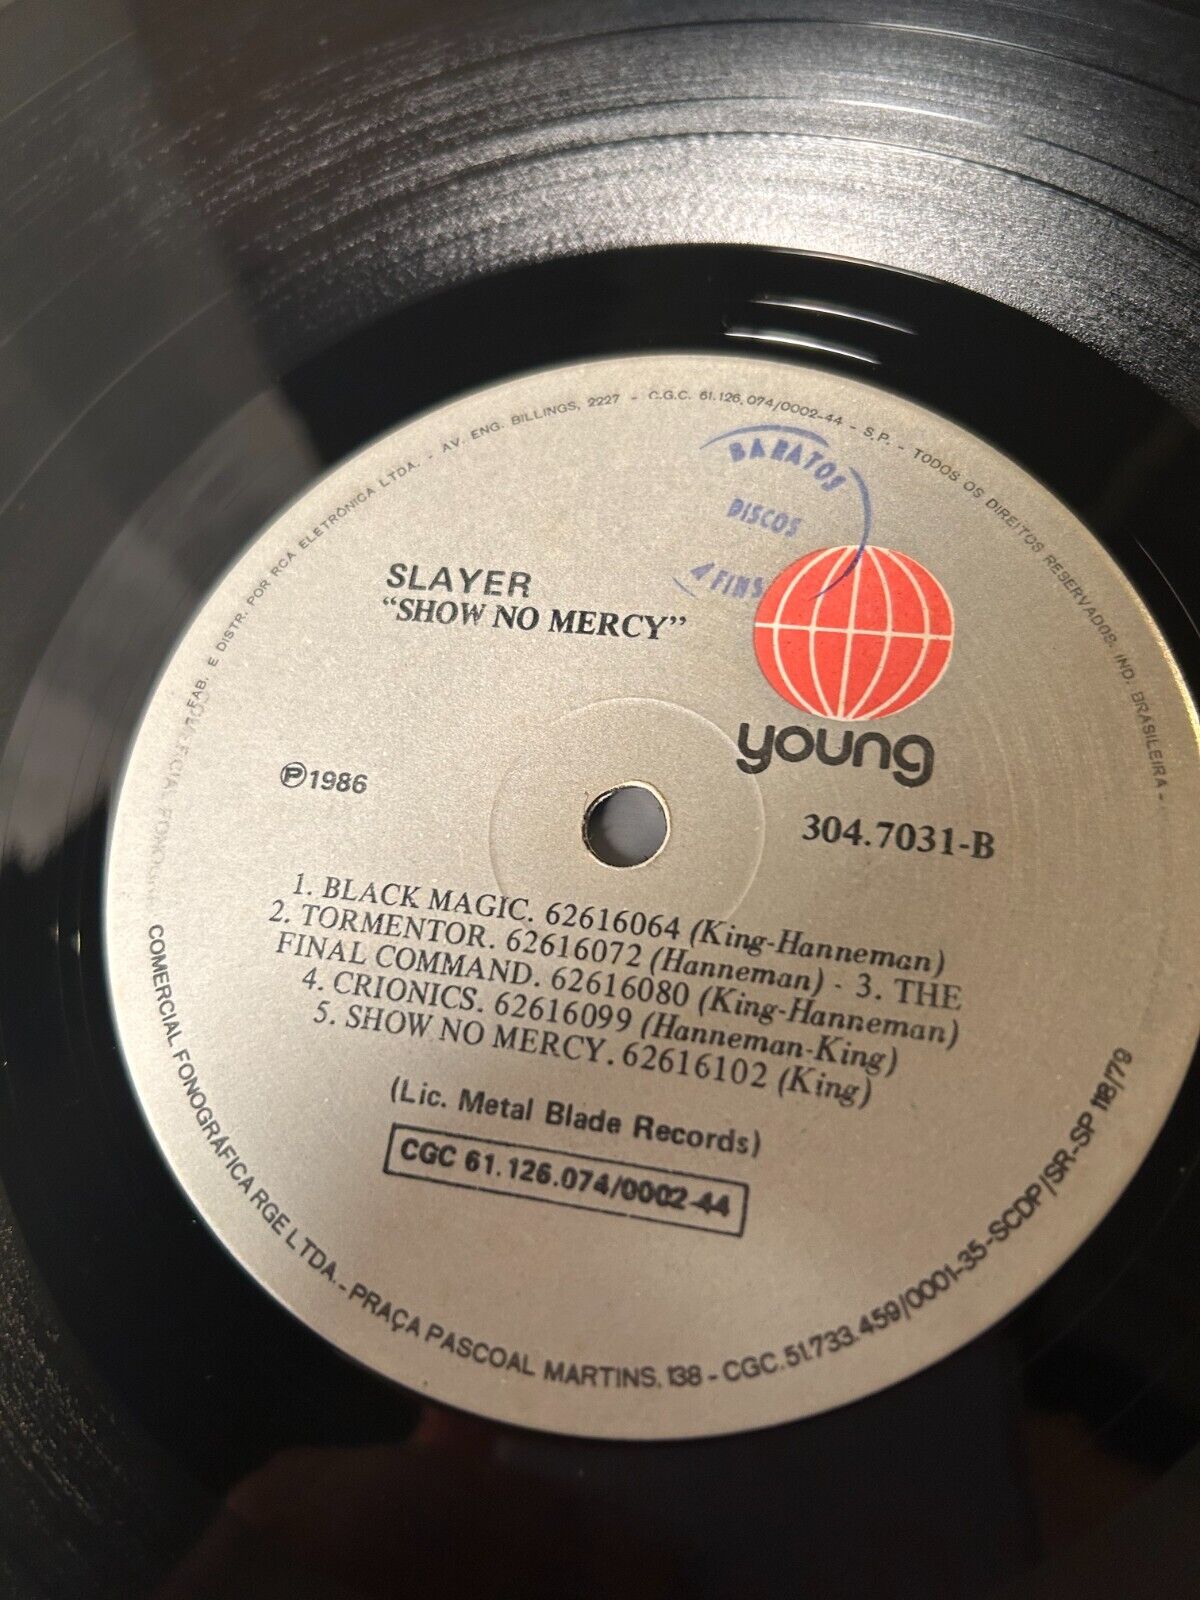 FAB. E DISTR. POR RCA ELETRÔNICA LTDA. - AV. ENG. BILLINGS, 2227 - C.G.C. 61.126.074/0002-44 - S.P. - TODOS OS DIREITOS RESERVADOS. IND. BRASILEIRA -
BARATOS
DISCOS
FINS
SLAYER
"SHOW NO MERCY"
young
℗1986
304.7031-B
1. BLACK MAGIC. 62616064 (King-Hanneman)
2. TORMENTOR. 62616072 (Hanneman) - 3. THE
FINAL COMMAND. 62616080 (King-Hanneman)
4. CRIONICS. 62616099 (Hanneman-King)
5. SHOW NO MERCY. 62616102 (King)
(Lic. Metal Blade Records)
CGC 61.126.074/0002-44
COMERCIAL FONOGRÁFICA RGE LTDA. - PRAÇA PASCOAL MARTINS, 138 - CGC. 51.733.459/0001-35-SCDP/SR-SP 118/79